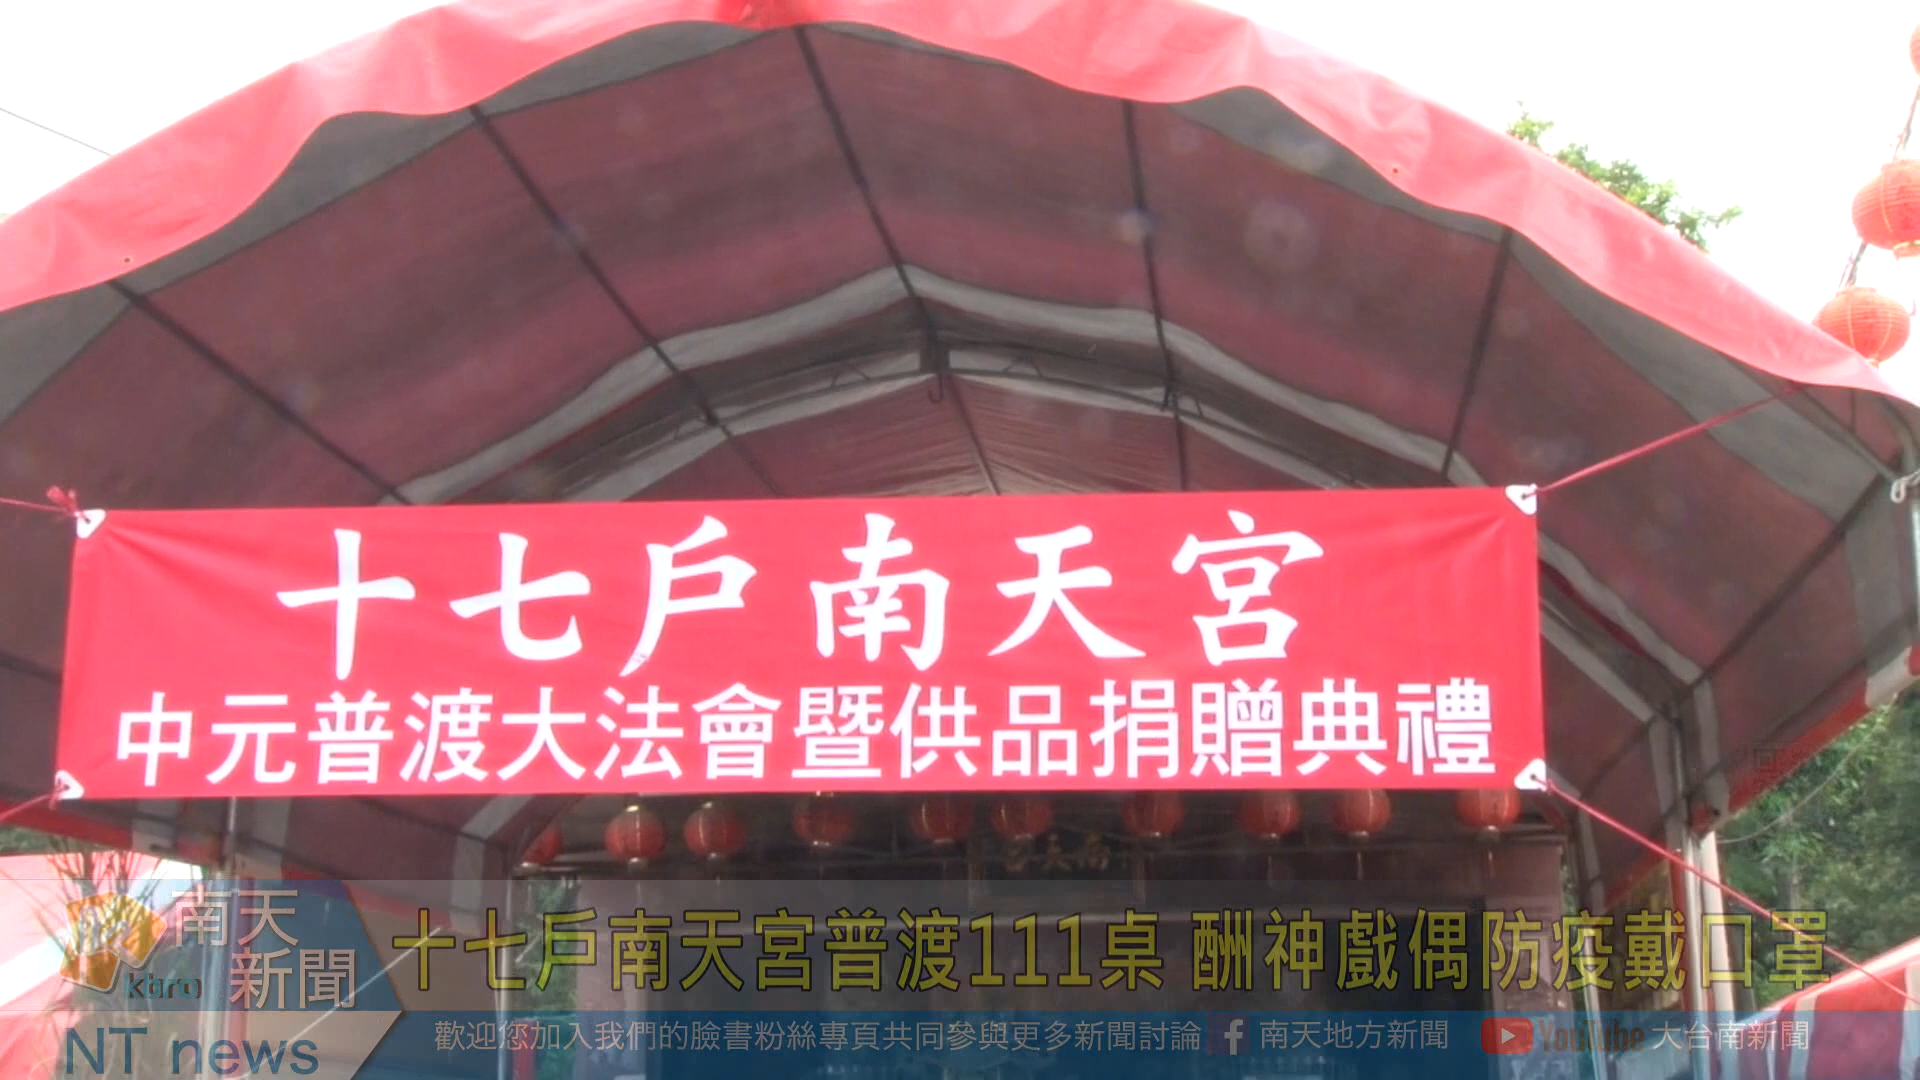 十七戶南天宮
中元普渡大法會暨供品捐贈典禮
南天宮
南天新聞
kbro
十七戶南天宮普渡111桌 酬神戲偶防疫戴口罩
NT news
歡迎您加入我們的臉書粉絲專頁共同參與更多新聞討論 南天地方新聞 YouTube 大台南新聞